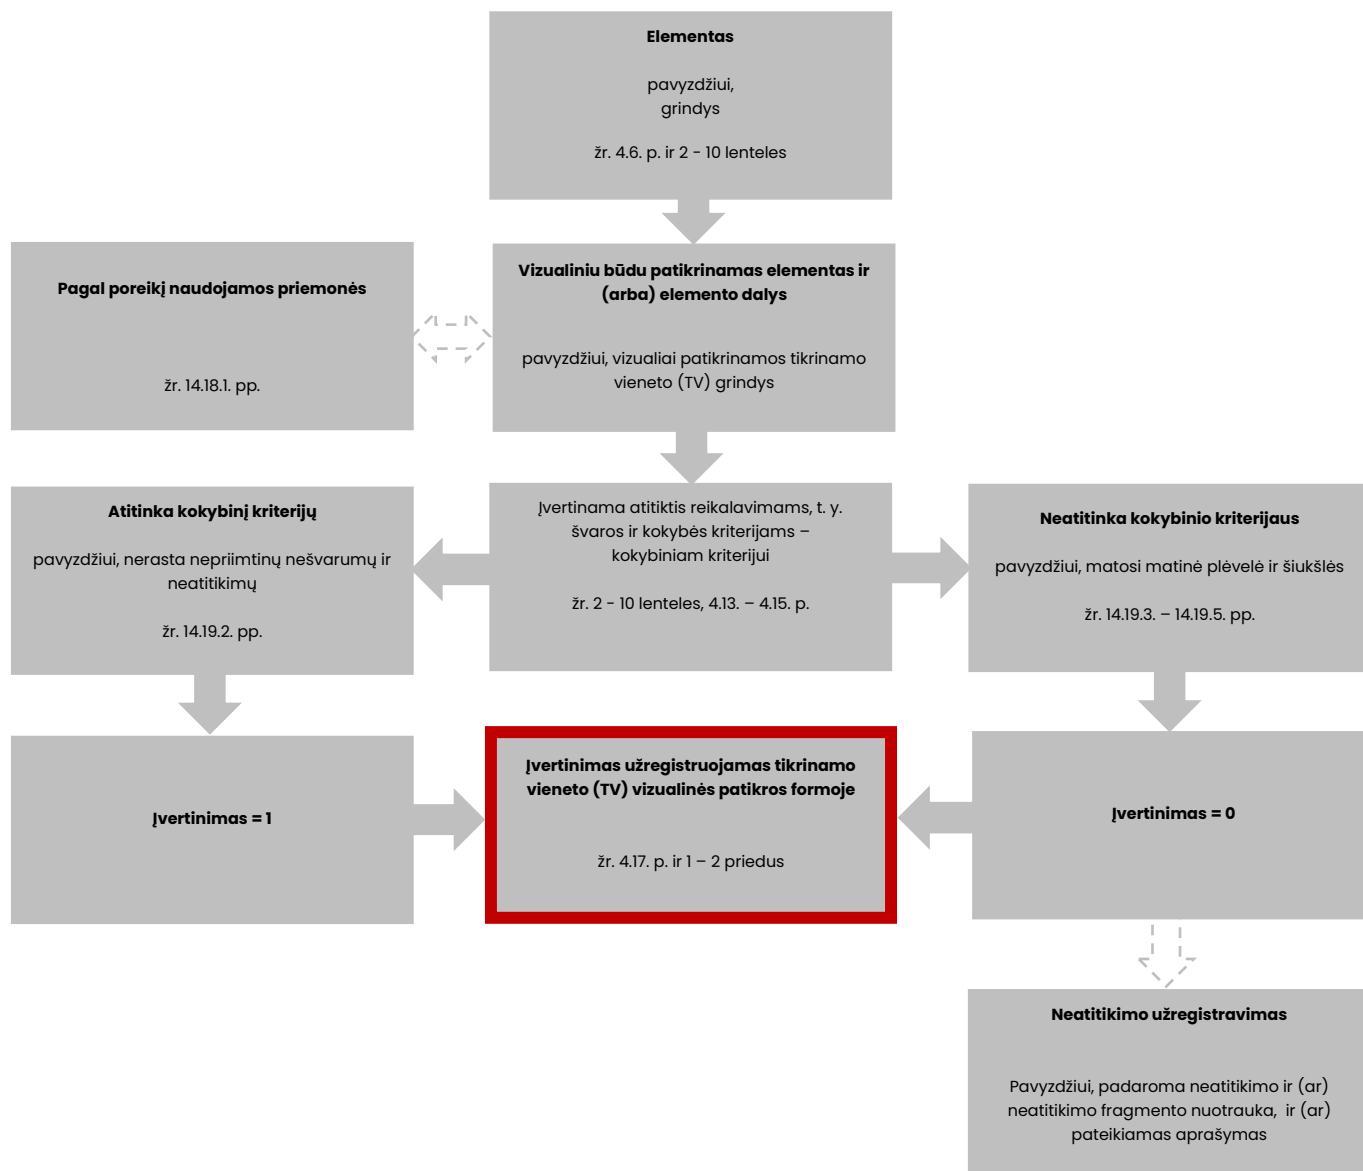 Elementas
pavyzdžiui,
grindys
žr. 4.6. p. ir 2 - 10 lenteles
Pagal poreikį naudojamos priemonės
žr. 14.18.1. pp.
Vizualiniu būdu patikrinamas elementas ir
(arba) elemento dalys
pavyzdžiui, vizualiai patikrinamos tikrinamo
vieneto (TV) grindys
Atitinka kokybinį kriterijų
pavyzdžiui, nerasta nepriimtinų nešvarumų ir
neatitikimų
žr. 14.19.2. pp.
Įvertinama atitiktis reikalavimams, t. y.
švaros ir kokybės kriterijams –
kokybiniam kriterijui
žr. 2 - 10 lenteles, 4.13. – 4.15. p.
Neatitinka kokybinio kriterijaus
pavyzdžiui, matosi matinė plėvelė ir šiukšlės
žr. 14.19.3. – 14.19.5. pp.
Įvertinimas = 1
Įvertinimas užregistruojamas tikrinamo
vieneto (TV) vizualinės patikros formoje
žr. 4.17. p. ir 1 – 2 priedus
Įvertinimas = 0
Neatitikimo užregistravimas
Pavyzdžiui, padaroma neatitikimo ir (ar)
neatitikimo fragmento nuotrauka,  ir (ar)
pateikiamas aprašymas